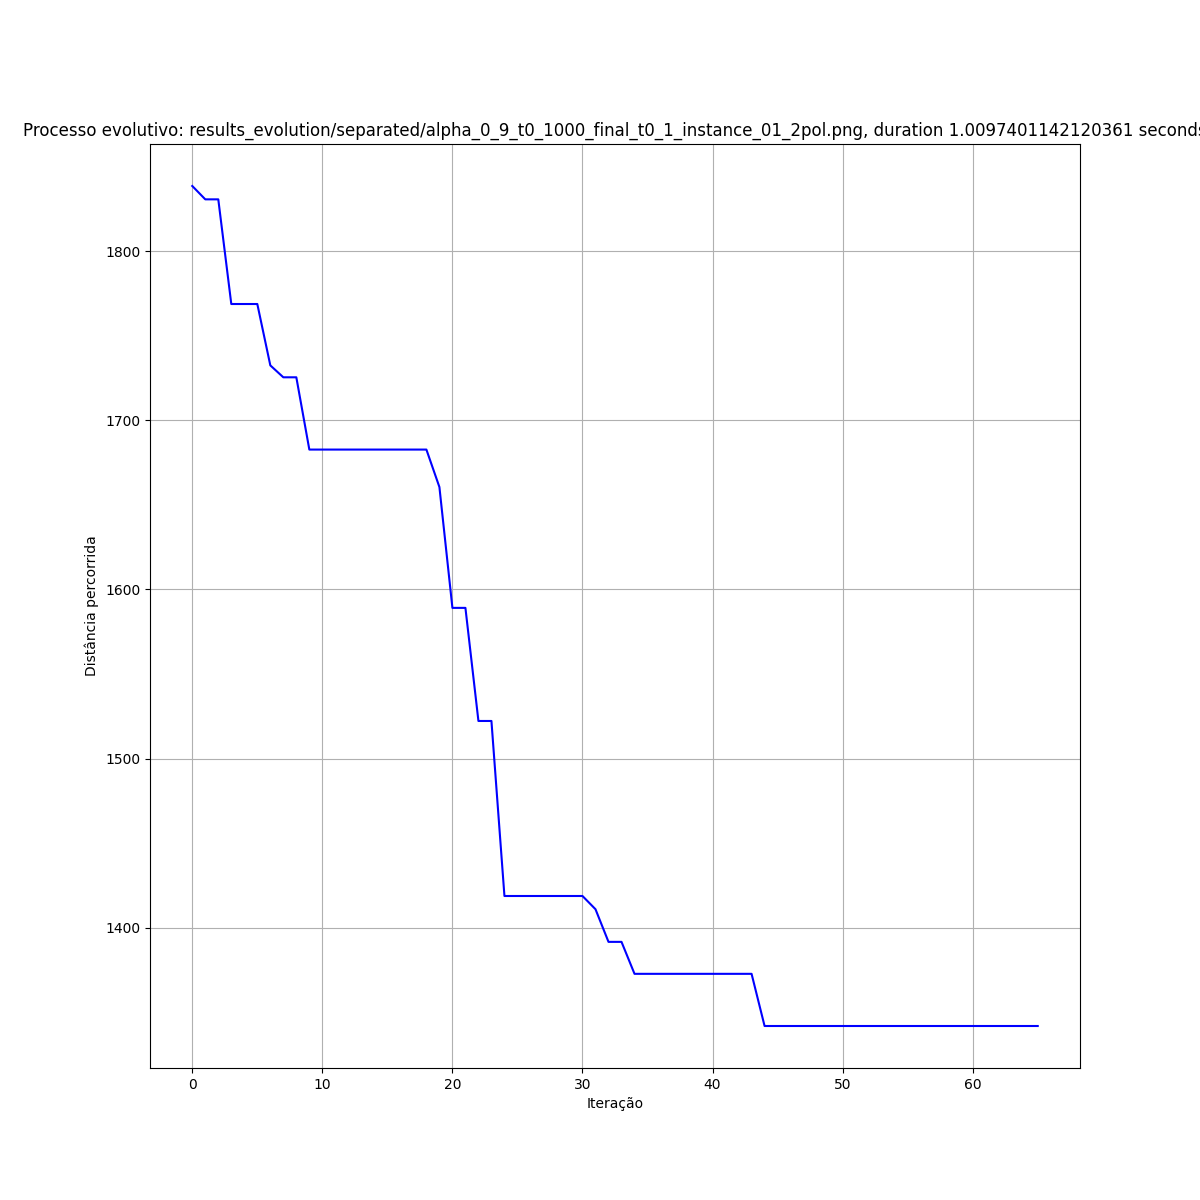 Processo evolutivo: results_evolution/separated/alpha_0_9_t0_1000_final_t0_1_instance_01_2pol.png, duration 1.0097401142120361 seconds
1800
1700
1600
1500
1400
Distância percorrida
0 10 20 30 40 50 60
Iteração